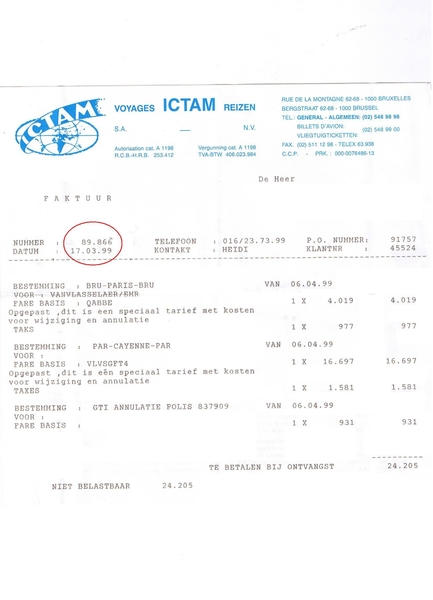 ICTAM
VOYAGES ICTAM REIZEN
S.A. — N.V.
Autorisation cat. A 1198 Vergunning cat. A 1198
R.C.B.-H.R.B. 253.412 TVA-BTW 406.023.984
RUE DE LA MONTAGNE 62-68 - 1000 BRUXELLES
BERGSTRAAT 62-68 - 1000 BRUSSEL
TEL.: GENERAL - ALGEMEEN: (02) 548 98 98
BILLETS D'AVION: (02) 548 99 00
VLIEGTUIGTICKETTEN:
FAX. (02) 511 12 98 - TELEX 63.938
C.C.P. - PRK. : 000-0076486-13
De Heer
FAKTUUR
NUMMER : 89.866 TELEFOON : 016/23.73.99 P.O. NUMMER: 91757
DATUM : 17.03.99 KONTAKT : HEIDI KLANTNR : 45524
BESTEMMING : BRU-PARIS-BRU VAN 06.04.99
VOOR : VANVLASSELAER/EMR
FARE BASIS : QABBE 1 X 4.019 4.019
Opgepast ,dit is een speciaal tarief met kosten
voor wijziging en annulatie
TAKS 1 X 977 977
BESTEMMING : PAR-CAYENNE-PAR VAN 06.04.99
VOOR :
FARE BASIS : VLVSGFT4 1 X 16.697 16.697
Opgepast ,dit is eën speciaal tarief met kosten
voor wijziging en annulatie
TAXES 1 X 1.581 1.581
BESTEMMING : GTI ANNULATIE POLIS 837909 VAN 06.04.99
VOOR :
FARE BASIS : 1 X 931 931
TE BETALEN BIJ ONTVANGST 24.205
NIET BELASTBAAR 24.205